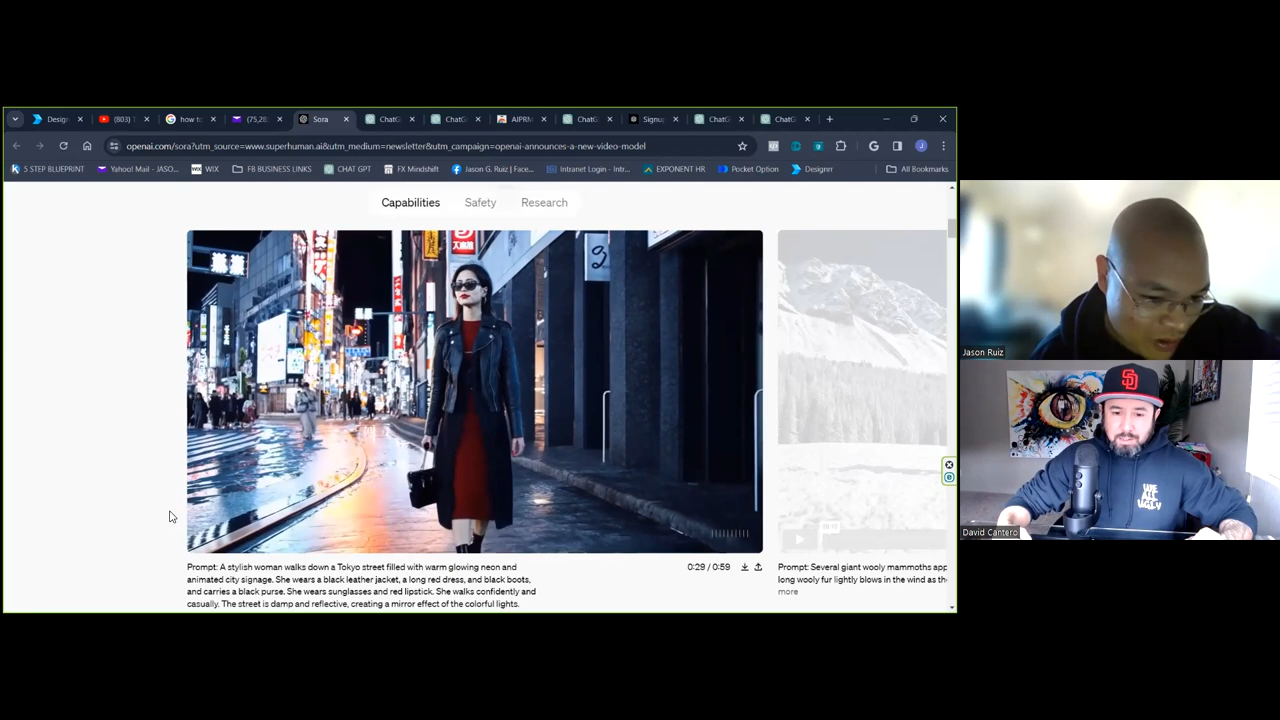 Design
(803) 1
how to
(75,28
Sora
ChatG
ChatG
AIPRM
ChatG
Signup
ChatG
ChatG
openai.com/sora?utm_source=www.superhuman.ai&utm_medium=newsletter&utm_campaign=openai-announces-a-new-video-model
5 STEP BLUEPRINT
Yahoo! Mail - JASO...
WIX
FB BUSINESS LINKS
CHAT GPT
FX Mindshift
Jason G. Ruiz | Face...
Intranet Login - Intr...
EXPONENT HR
Pocket Option
Designrr
All Bookmarks
Capabilities Safety Research
Prompt: A stylish woman walks down a Tokyo street filled with warm glowing neon and
animated city signage. She wears a black leather jacket, a long red dress, and black boots,
and carries a black purse. She wears sunglasses and red lipstick. She walks confidently and
casually. The street is damp and reflective, creating a mirror effect of the colorful lights.
0:29 / 0:59
Prompt: Several giant wooly mammoths app
long wooly fur lightly blows in the wind as the
more
Jason Ruiz
SD
WE
ALL
UGLY
David Cantero